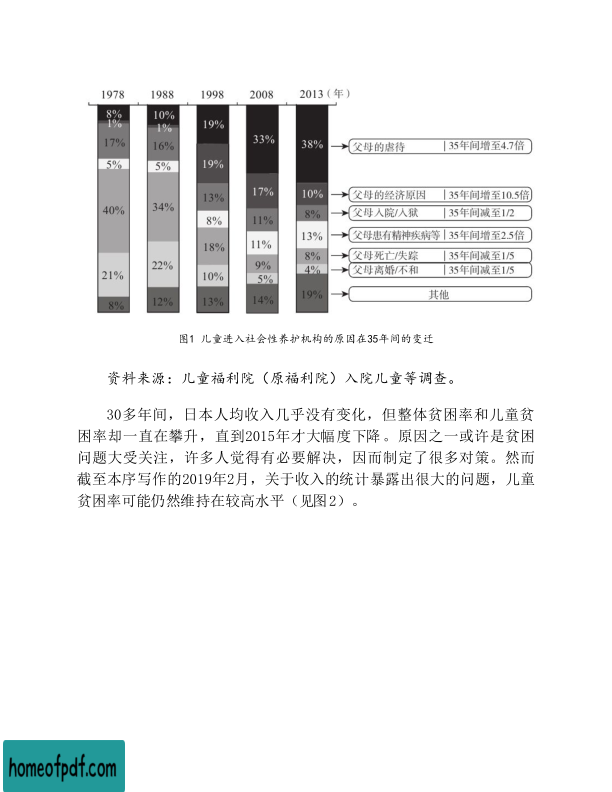 1978 1988 1998 2008 2013（年）
8% 10% 19% 33% 38%
1% 1% 19% 17% 10%
17% 16% 13% 11% 8%
5% 5% 8% 11% 13%
40% 34% 18% 9% 8%
21% 22% 10% 5% 4%
8% 12% 13% 14% 19%
父母的虐待 35年间增至4.7倍
父母的经济原因 35年间增至10.5倍
父母入院/入狱 35年间减至1/2
父母患有精神疾病等 35年间增至2.5倍
父母死亡/失踪 35年间减至1/5
父母离婚/不和 35年间减至1/5
其他
图1 儿童进入社会性养护机构的原因在35年间的变迁
资料来源：儿童福利院（原福利院）入院儿童等调查。
30多年间，日本人均收入几乎没有变化，但整体贫困率和儿童贫
困率却一直在攀升，直到2015年才大幅度下降。原因之一或许是贫困
问题大受关注，许多人觉得有必要解决，因而制定了很多对策。然而
截至本序写作的2019年2月，关于收入的统计暴露出很大的问题，儿童
贫困率可能仍然维持在较高水平（见图2）。
homeofpdf.com